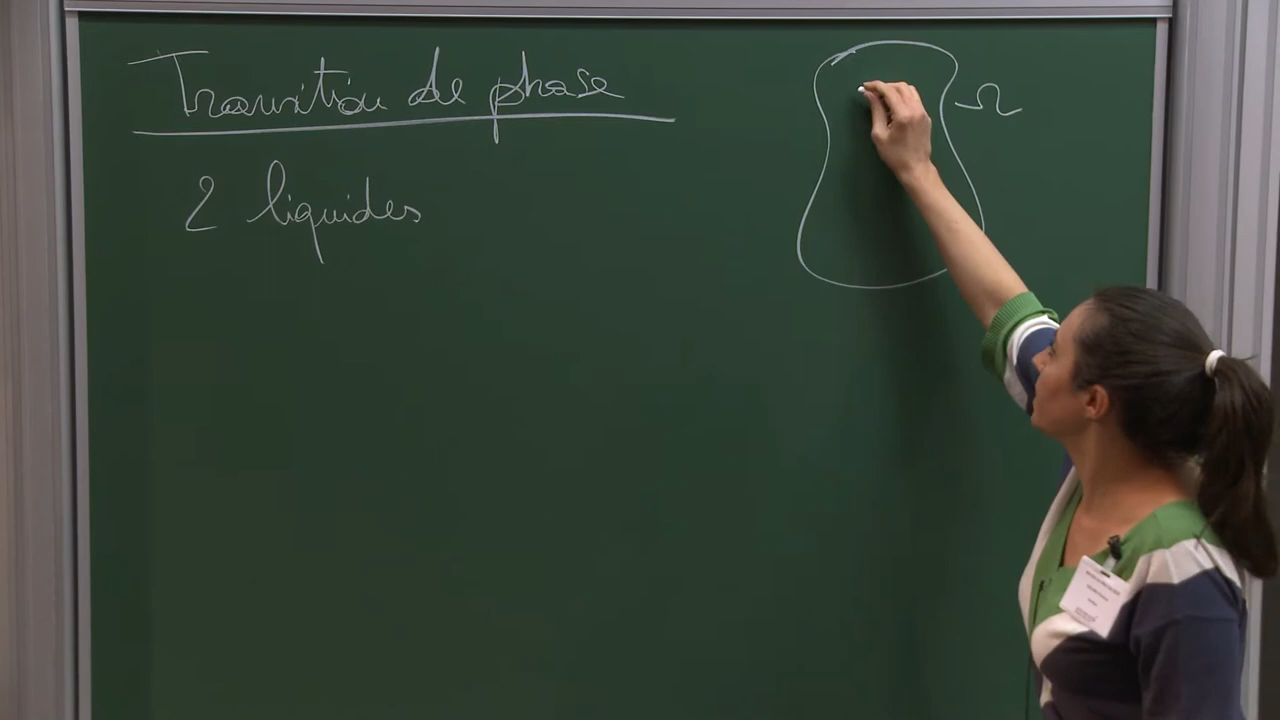 Transition de phase
2 liquides
Ω